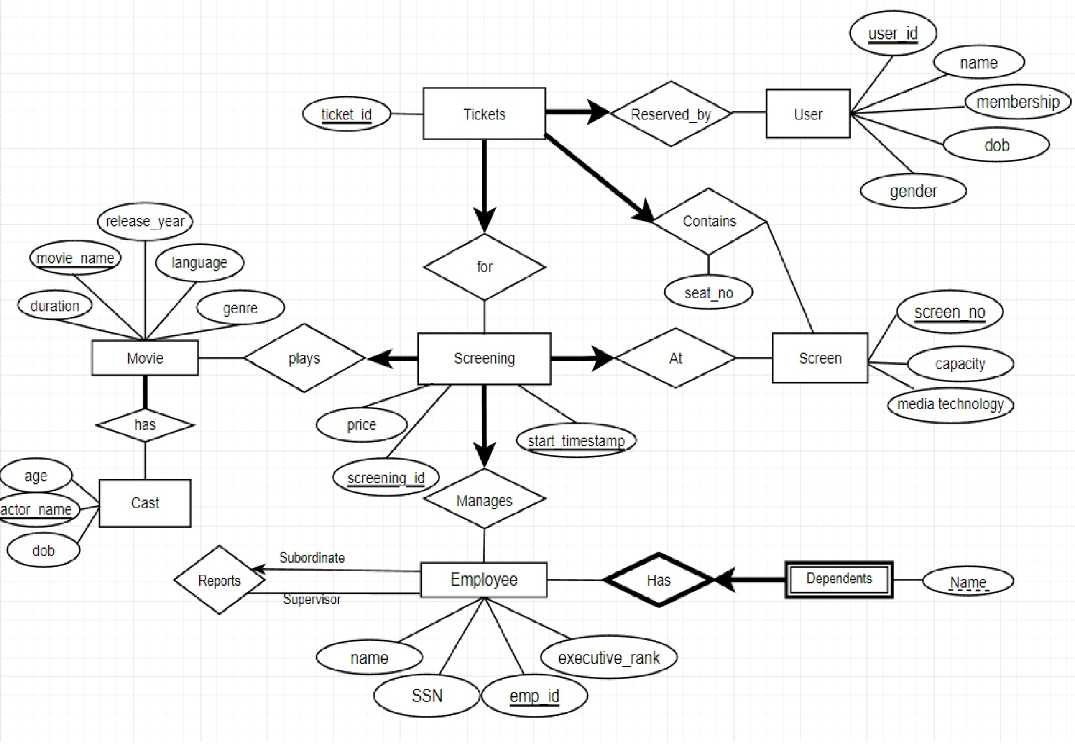 user_id
name
membership
dob
gender
ticket_id
Tickets
Reserved_by
User
Contains
seat_no
for
release_year
movie_name
language
duration
genre
Movie
plays
Screening
At
Screen
screen_no
capacity
media technology
price
screening_id
start_timestamp
has
age
actor_name
dob
Cast
Manages
Reports
Subordinate
Supervisor
Employee
Has
Dependents
Name
name
SSN
emp_id
executive_rank